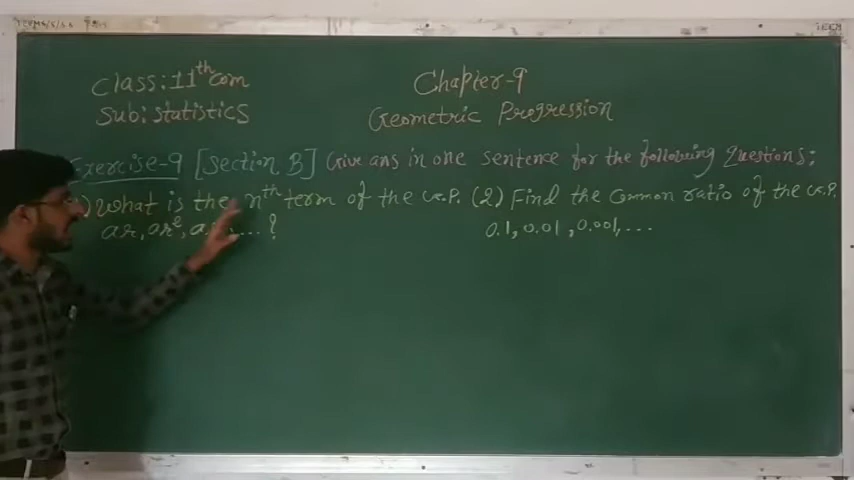 Class:11th com
Chapter-9
Sub: Statistics
Geometric Progression
Exercise-9 [Section B] Give ans in one sentence for the following Questions:
) What is the nth term of the G.P.
ar, ar²,
... ?
(2) Find the Common ratio of the G.P.
0.1, 0.01, 0.001, ...